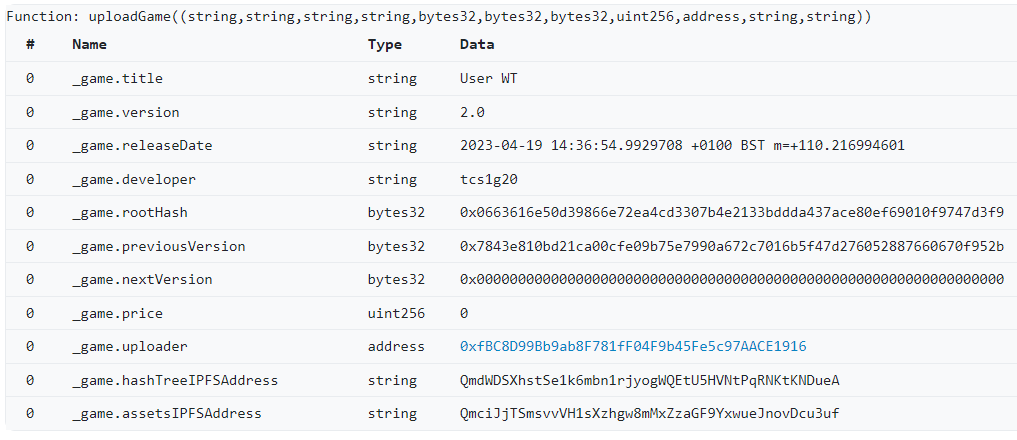 Function: uploadGame((string,string,string,string,bytes32,bytes32,bytes32,uint256,address,string,string))
# Name Type Data
0 _game.title string User WT
0 _game.version string 2.0
0 _game.releaseDate string 2023-04-19 14:36:54.9929708 +0100 BST m=+110.216994601
0 _game.developer string tcs1g20
0 _game.rootHash bytes32 0x0663616e50d39866e72ea4cd3307b4e2133bddda437ace80ef69010f9747d3f9
0 _game.previousVersion bytes32 0x7843e810bd21ca00cfe09b75e7990a672c7016b5f47d276052887660670f952b
0 _game.nextVersion bytes32 0x0000000000000000000000000000000000000000000000000000000000000000
0 _game.price uint256 0
0 _game.uploader address 0xfBC8D99Bb9ab8F781fF04F9b45Fe5c97AACE1916
0 _game.hashTreeIPFSAddress string QmdWDSXhstSe1k6mbn1rjyogWQEtU5HVNtPqRNKtKNDueA
0 _game.assetsIPFSAddress string QmciJjTSmsvvVH1sXzhgw8mMxZzaGF9YxwueJnovDcu3uf